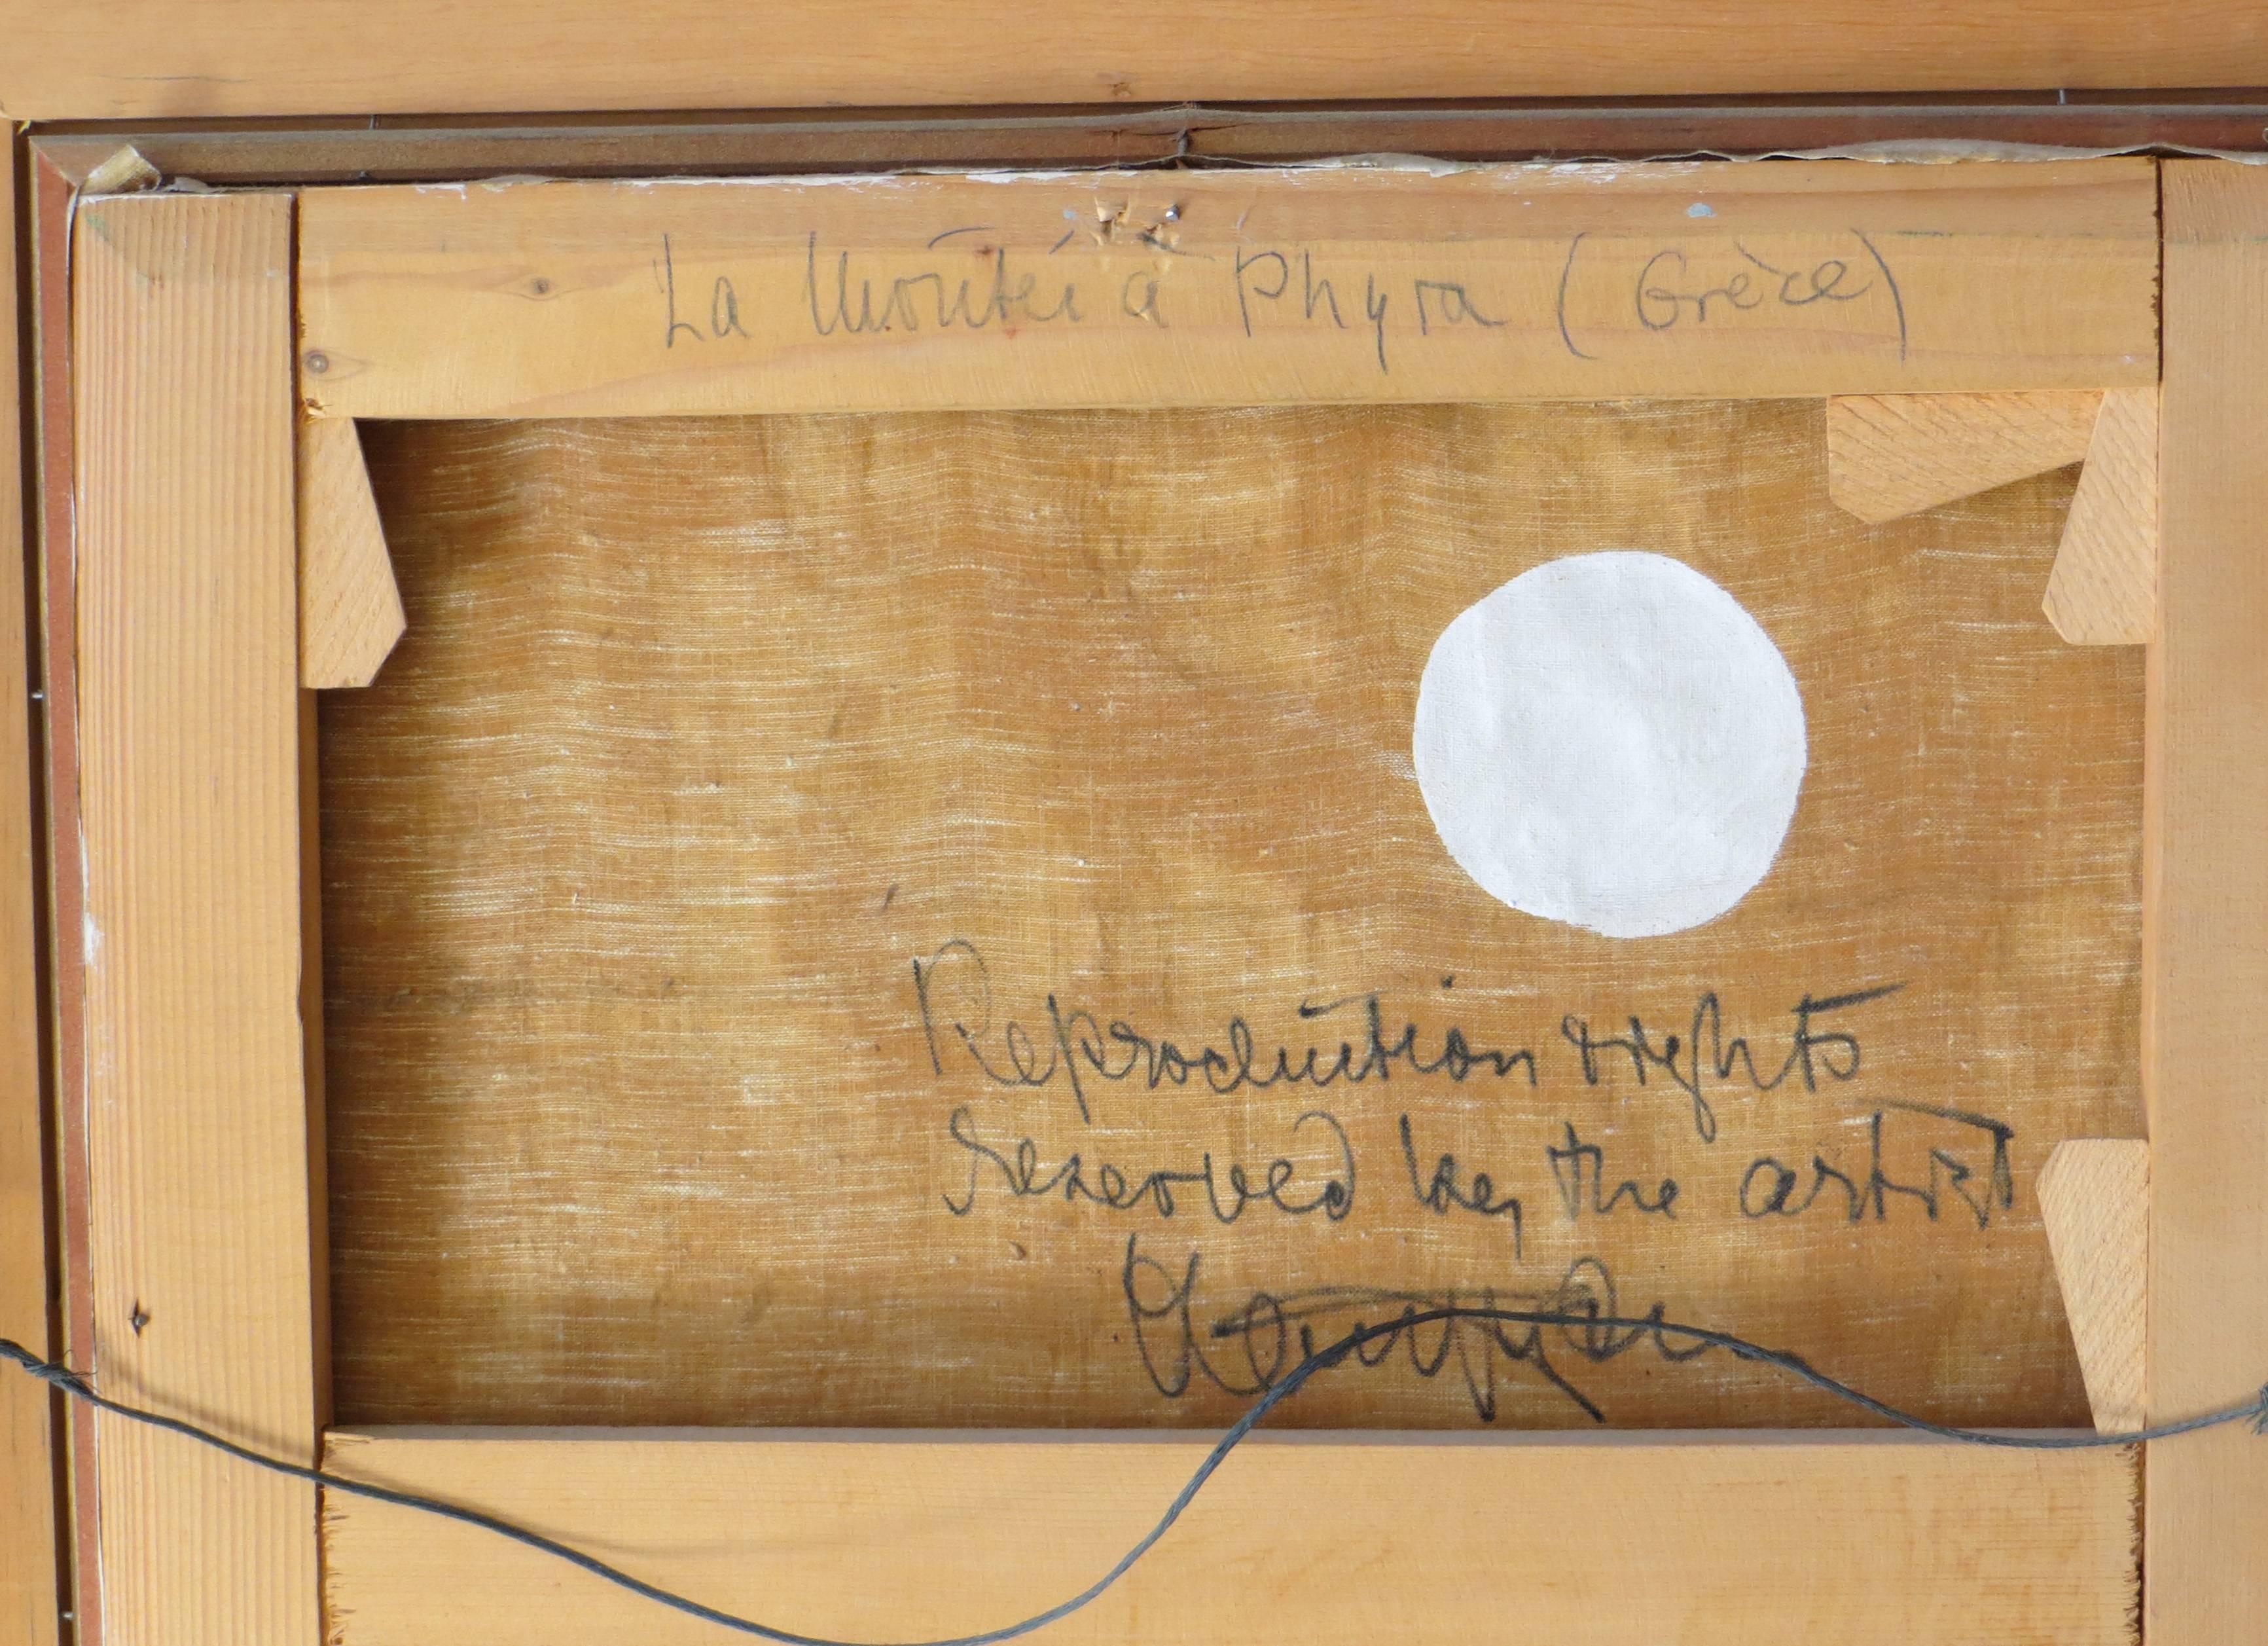 La Montée à Phyra (Grèce)
Reproduction rights
reserved by the artist